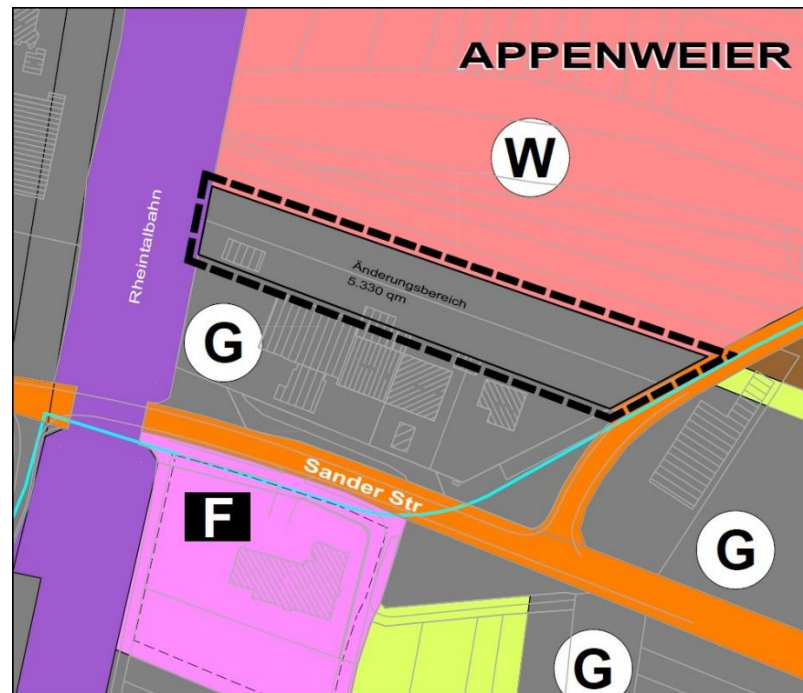 APPENWEIER
W
Rheintalbahn
Änderungsbereich
5.330 qm
G
Sander Str
F
G
G